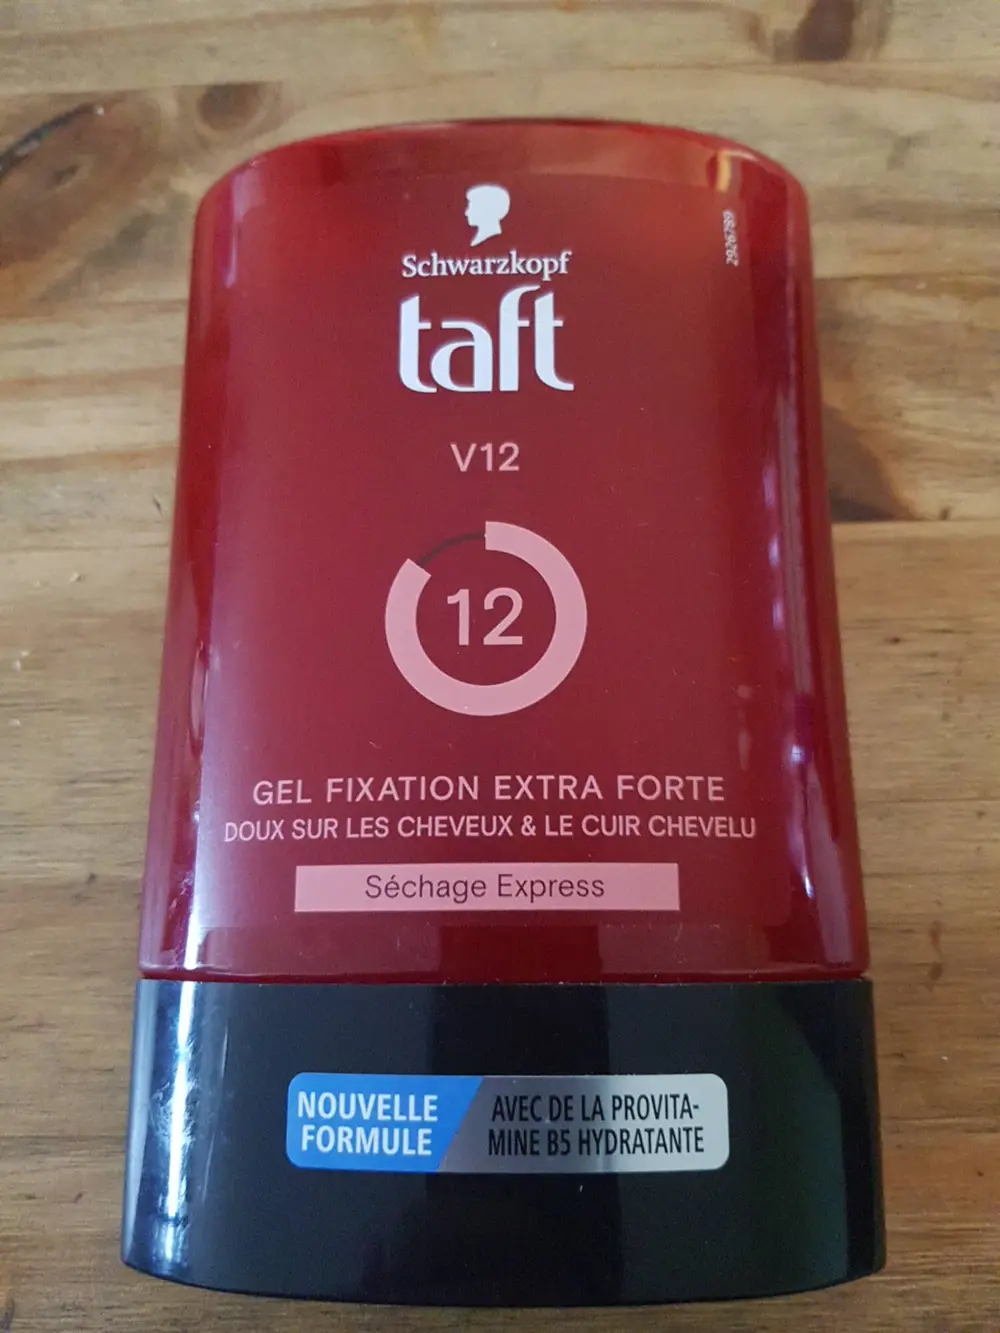 Schwarzkopf
taft
2926789
V12
12
GEL FIXATION EXTRA FORTE
DOUX SUR LES CHEVEUX & LE CUIR CHEVELU
Séchage Express
NOUVELLE
FORMULE
AVEC DE LA PROVITA-
MINE B5 HYDRATANTE